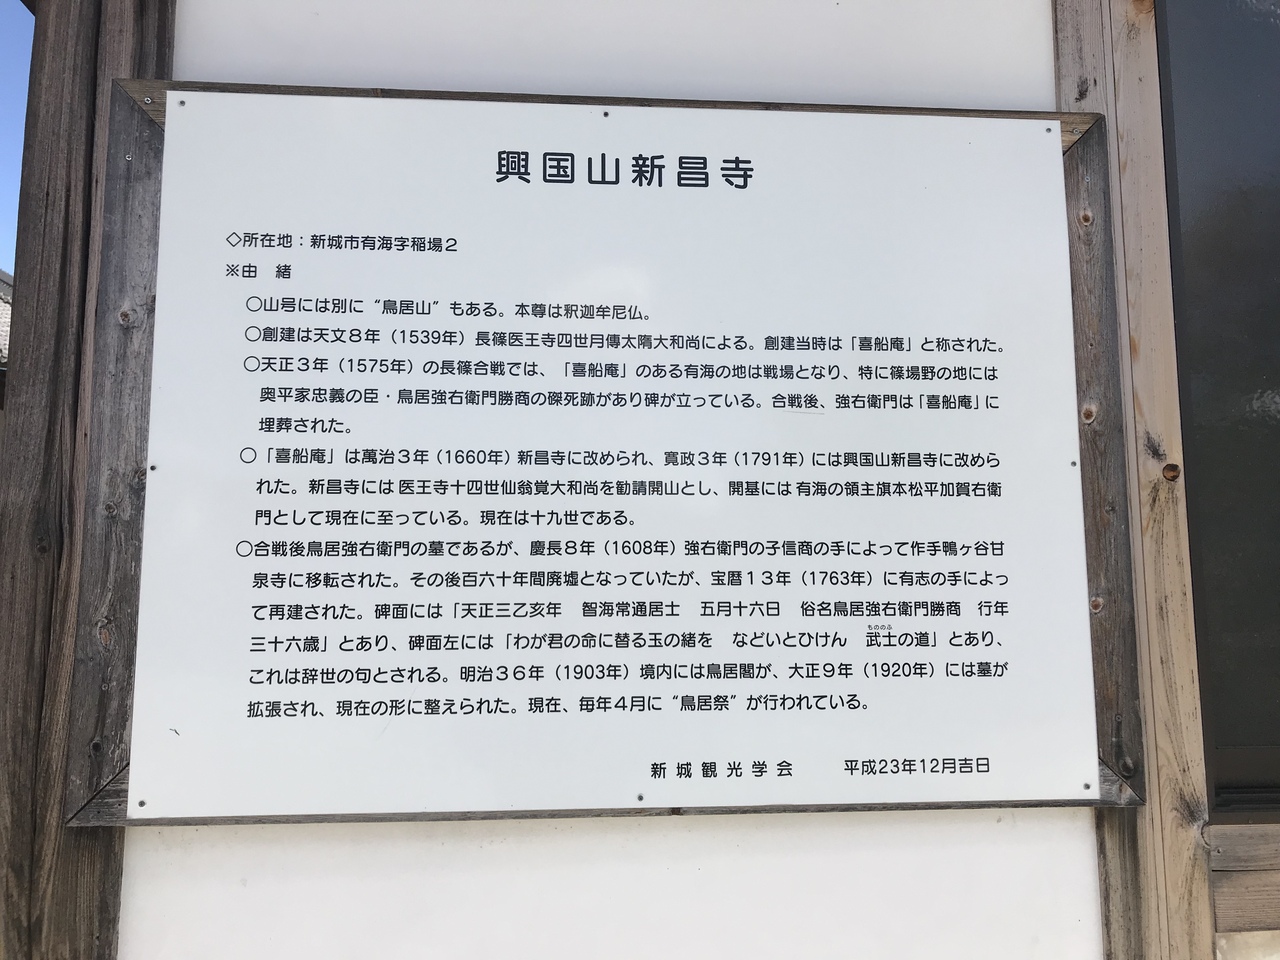 興国山新昌寺
◇所在地：新城市有海字稲場２
※由　緒
○山号には別に“鳥居山”もある。本尊は釈迦牟尼仏。
○創建は天文８年（1539年）長篠医王寺四世月傳太隋大和尚による。創建当時は「喜船庵」と称された。
○天正３年（1575年）の長篠合戦では、「喜船庵」のある有海の地は戦場となり、特に篠場野の地には
奥平家忠義の臣・鳥居強右衛門勝商の磔死跡があり碑が立っている。合戦後、強右衛門は「喜船庵」に
埋葬された。
○「喜船庵」は萬治３年（1660年）新昌寺に改められ、寛政３年（1791年）には興国山新昌寺に改めら
れた。新昌寺には医王寺十四世仙翁覚大和尚を勧請開山とし、開基には有海の領主旗本松平加賀右衛
門として現在に至っている。現在は十九世である。
○合戦後鳥居強右衛門の墓であるが、慶長８年（1608年）強右衛門の子信商の手によって作手鴨ヶ谷甘
泉寺に移転された。その後百六十年間廃墟となっていたが、宝暦１３年（1763年）に有志の手によっ
て再建された。碑面には「天正三乙亥年　智海常通居士　五月十六日　俗名鳥居強右衛門勝商　行年
三十六歳」とあり、碑面左には「わが君の命に替る玉の緒を　などいとひけん　武士の道」とあり、
もののふ
これは辞世の句とされる。明治３６年（1903年）境内には鳥居閣が、大正９年（1920年）には墓が
拡張され、現在の形に整えられた。現在、毎年４月に“鳥居祭”が行われている。
新城観光学会　平成23年12月吉日